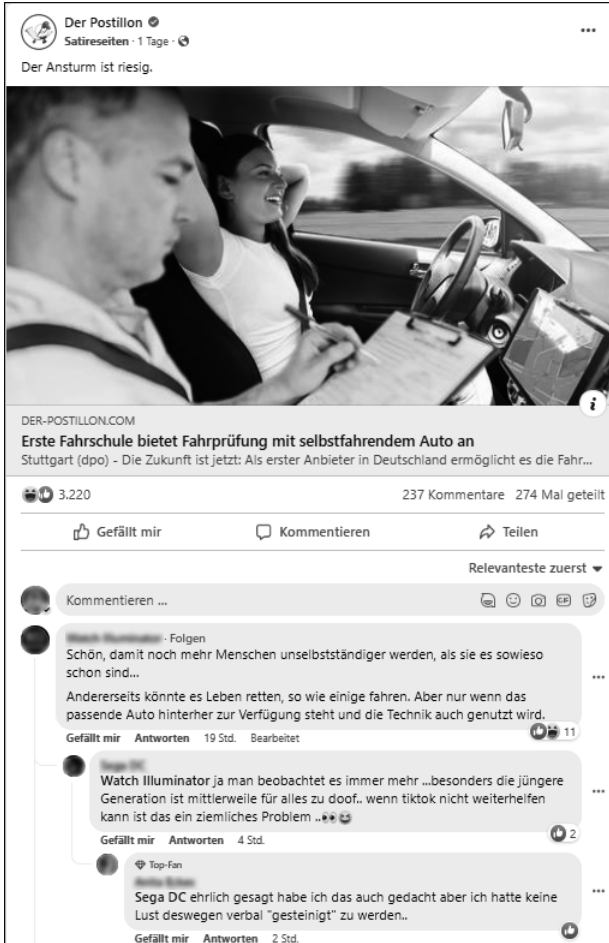 Der Postillon
Satireseiten · 1 Tage ·
Der Ansturm ist riesig.
DER-POSTILLON.COM
Erste Fahrschule bietet Fahrprüfung mit selbstfahrendem Auto an
Stuttgart (dpo) - Die Zukunft ist jetzt: Als erster Anbieter in Deutschland ermöglicht es die Fahr...
3.220 237 Kommentare 274 Mal geteilt
Gefällt mir Kommentieren Teilen
Relevanteste zuerst
Kommentieren ... GIF
· Folgen
Schön, damit noch mehr Menschen unselbstständiger werden, als sie es sowieso
schon sind...
Andererseits könnte es Leben retten, so wie einige fahren. Aber nur wenn das
passende Auto hinterher zur Verfügung steht und die Technik auch genutzt wird.
11
Gefällt mir Antworten 19 Std. Bearbeitet
Watch Illuminator ja man beobachtet es immer mehr ...besonders die jüngere
Generation ist mittlerweile für alles zu doof.. wenn tiktok nicht weiterhelfen
kann ist das ein ziemliches Problem ..👀😂
2
Gefällt mir Antworten 4 Std.
Top-Fan
Sega DC ehrlich gesagt habe ich das auch gedacht aber ich hatte keine
Lust deswegen verbal "gesteinigt" zu werden..
Gefällt mir Antworten 2 Std.